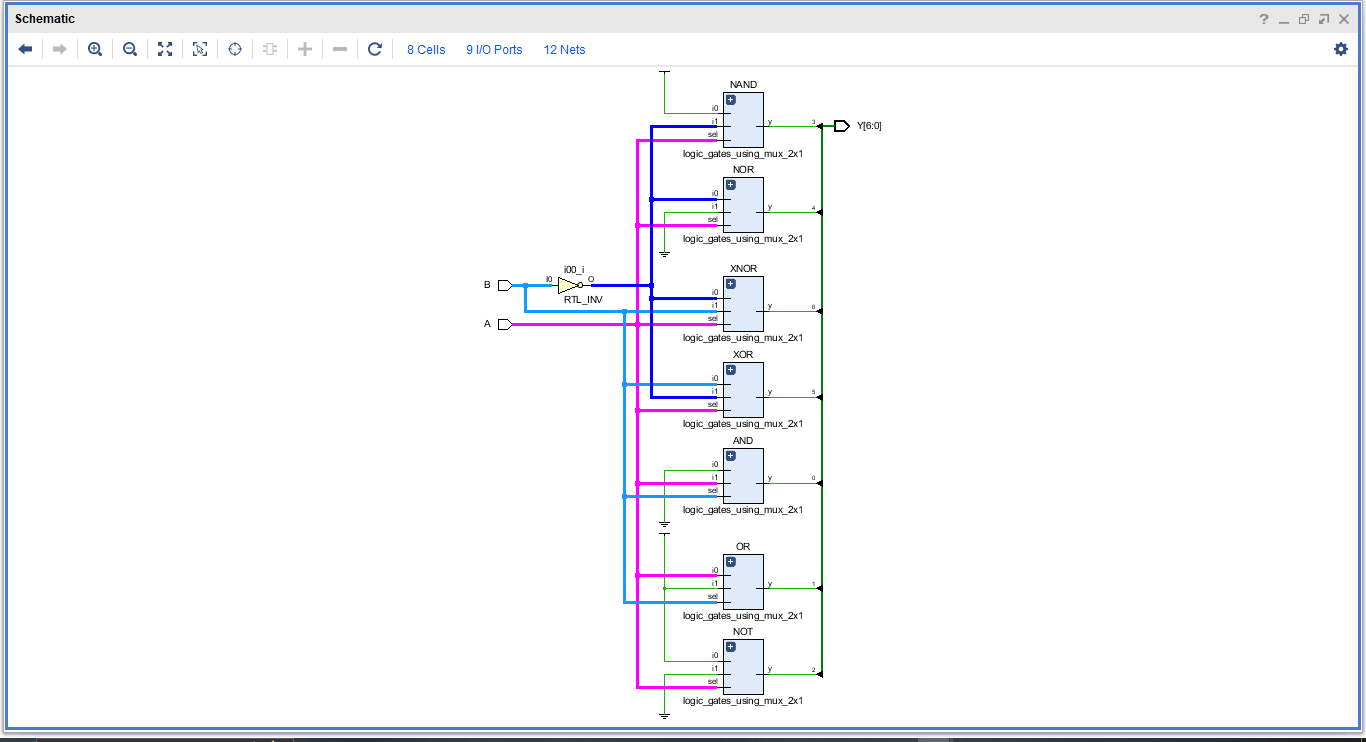 Schematic
8 Cells 9 I/O Ports 12 Nets
NAND
i0
i1
sel
y
3
Y[6:0]
logic_gates_using_mux_2x1
NOR
i0
i1
sel
y
4
logic_gates_using_mux_2x1
B
I0
i00_i
O
RTL_INV
A
XNOR
i0
i1
sel
y
6
logic_gates_using_mux_2x1
XOR
i0
i1
sel
y
5
logic_gates_using_mux_2x1
AND
i0
i1
sel
y
0
logic_gates_using_mux_2x1
OR
i0
i1
sel
y
1
logic_gates_using_mux_2x1
NOT
i0
i1
sel
y
2
logic_gates_using_mux_2x1